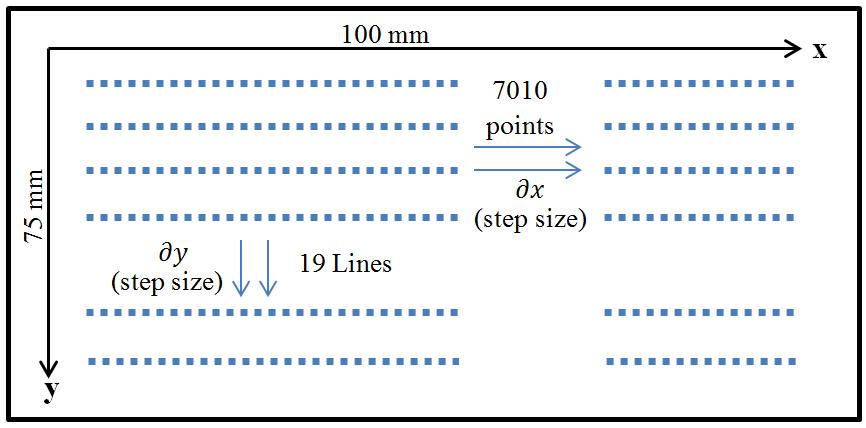 100 mm
x
7010
points
∂x
(step size)
75 mm
∂y
(step size)
19 Lines
y